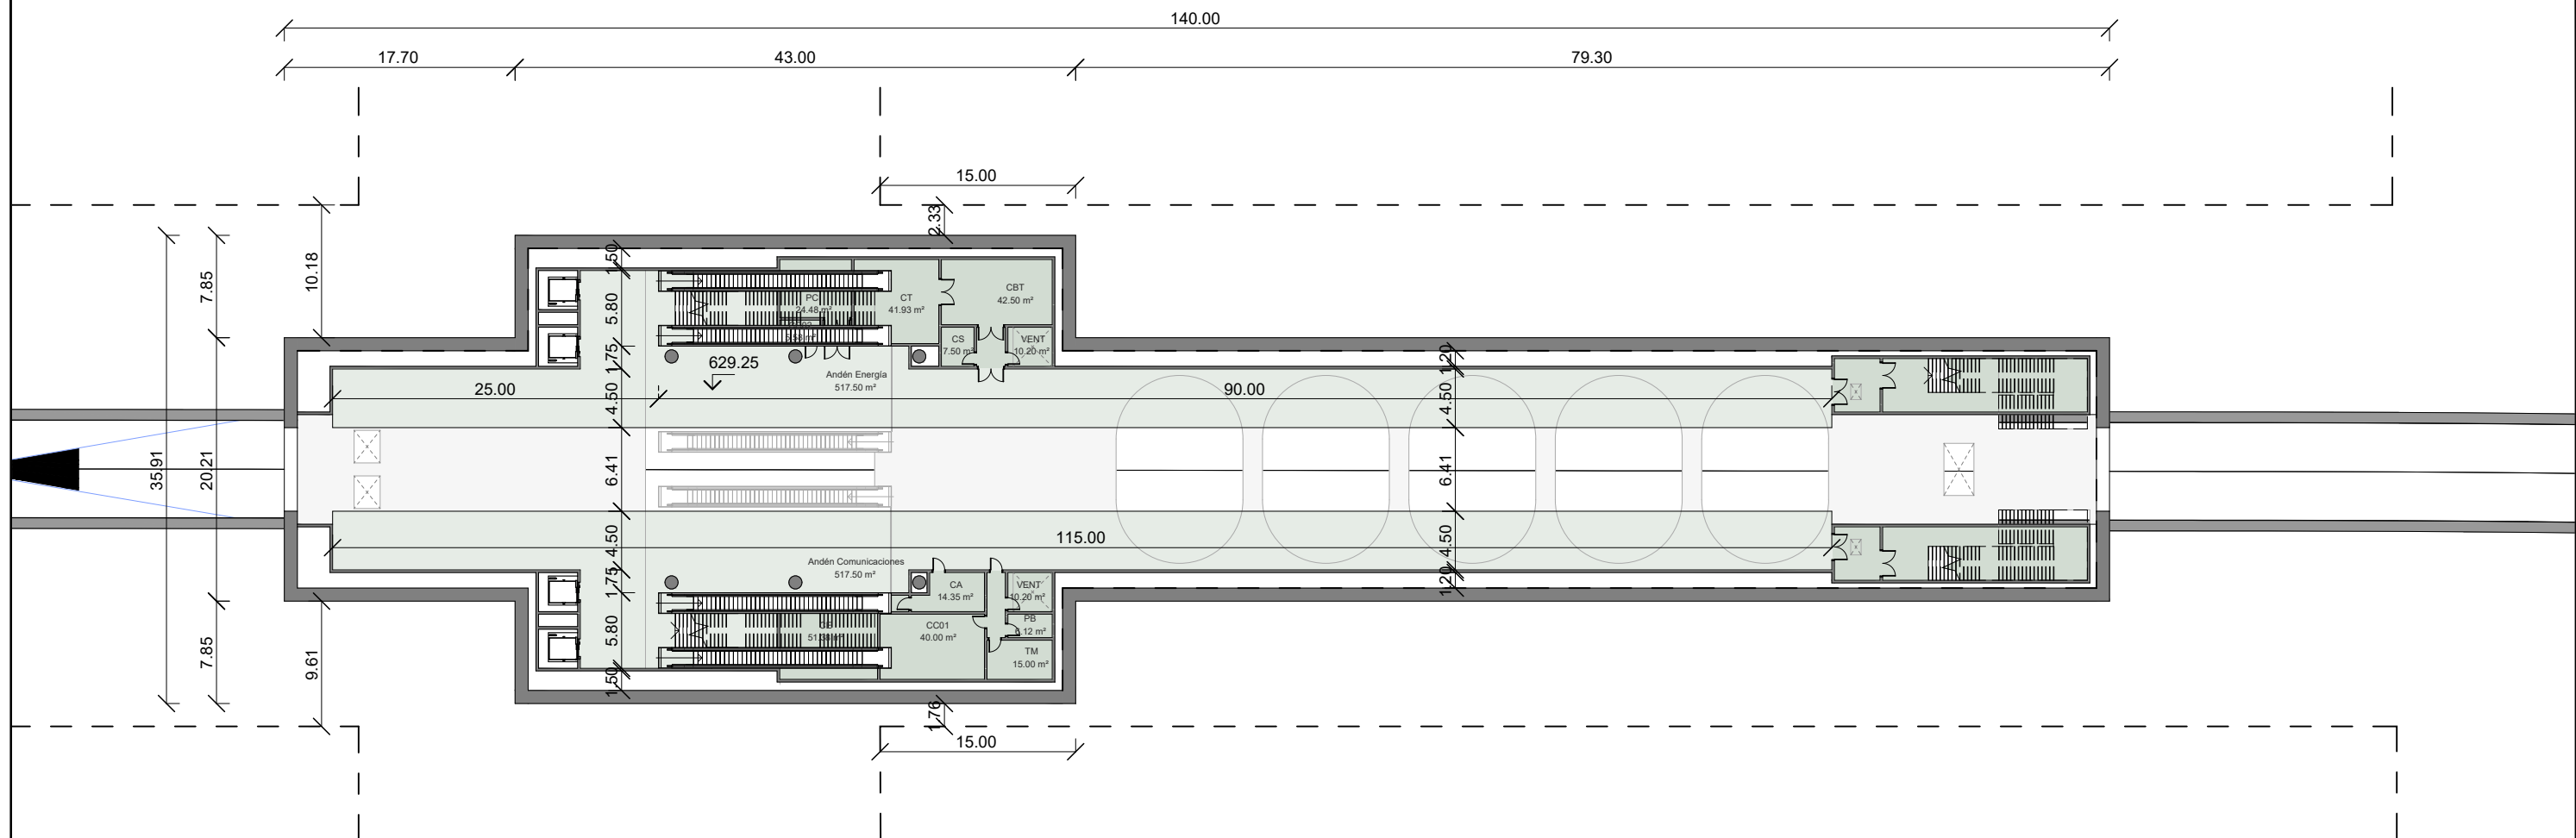 140.00
17.70
43.00
79.30
15.00
2.33
10.18
7.85
35.91
20.21
7.85
9.61
1.50
5.80
1.75
4.50
6.41
4.50
1.75
5.80
1.50
PC
24.48 m²
CT
41.93 m²
CBT
42.50 m²
CS
7.50 m²
VENT
10.20 m²
629.25
Andén Energía
517.50 m²
25.00
90.00
1.20
4.50
6.41
4.50
1.20
115.00
Andén Comunicaciones
517.50 m²
CA
14.35 m²
VENT
10.20 m²
PB
CC01
40.00 m²
TM
15.00 m²
1.76
15.00